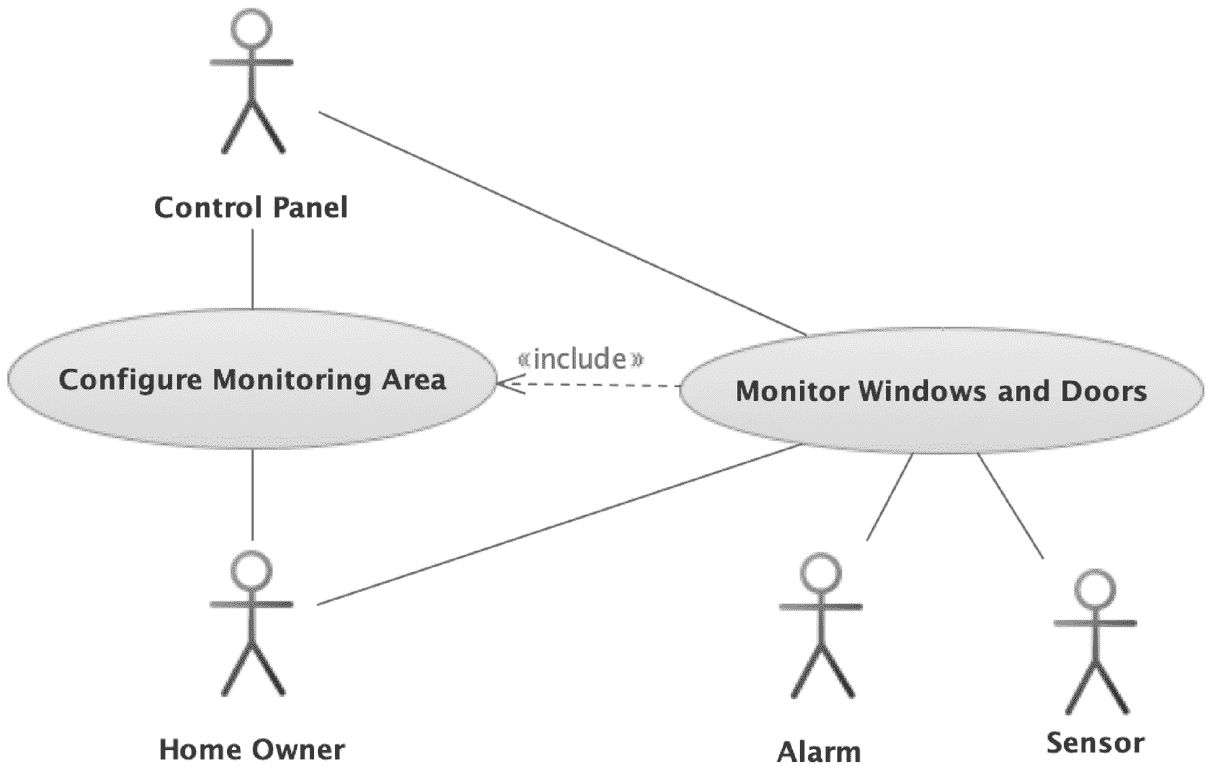 Control Panel
«include»
Configure Monitoring Area
Monitor Windows and Doors
Home Owner
Alarm
Sensor